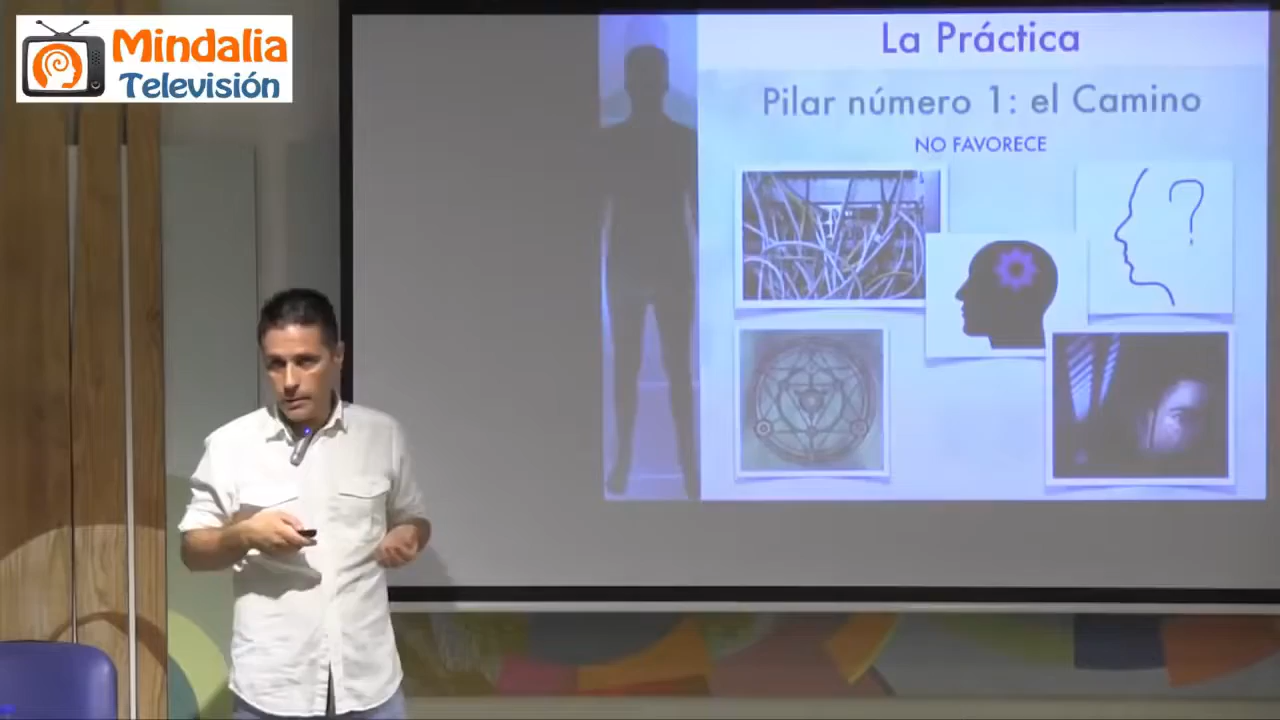 Mindalia
Televisión
La Práctica
Pilar número 1: el Camino
NO FAVORECE
?